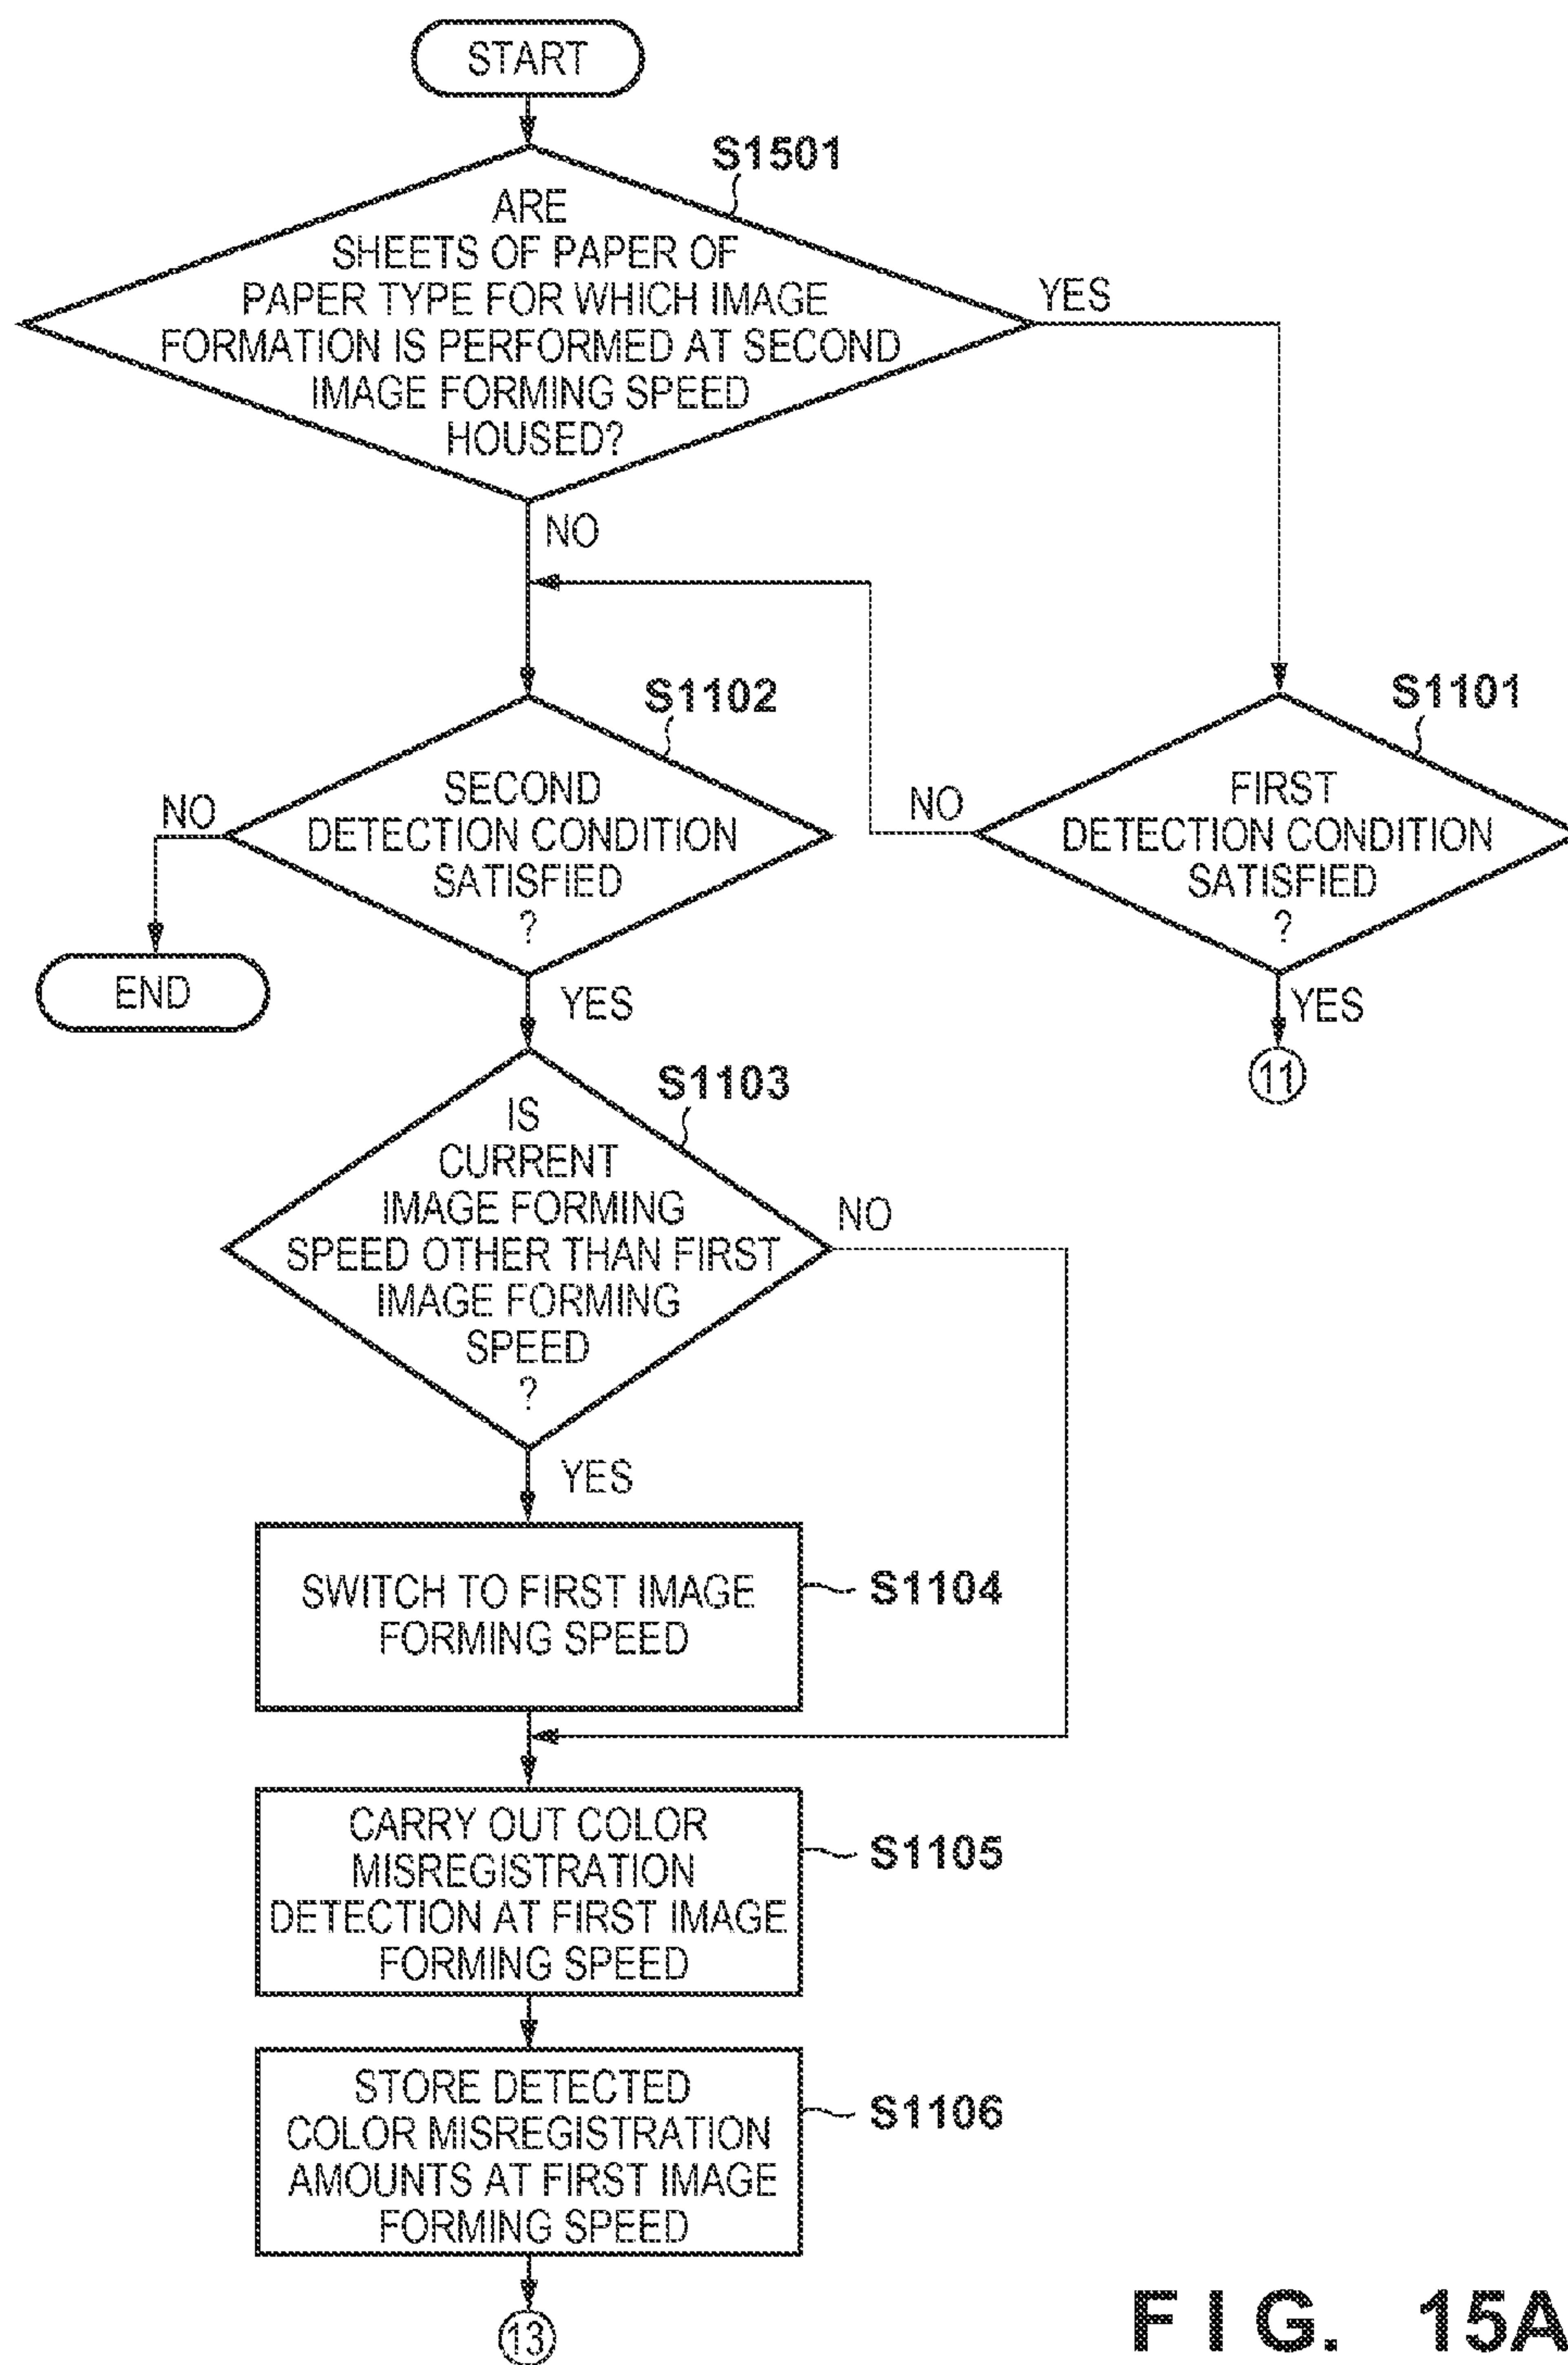 START
S1501
ARE
SHEETS OF PAPER OF
PAPER TYPE FOR WHICH IMAGE
FORMATION IS PERFORMED AT SECOND
IMAGE FORMING SPEED
HOUSED?
YES
NO
S1102
SECOND
DETECTION CONDITION
SATISFIED
?
NO
END
YES
S1101
FIRST
DETECTION CONDITION
SATISFIED
?
NO
YES
11
S1103
IS
CURRENT
IMAGE FORMING
SPEED OTHER THAN FIRST
IMAGE FORMING
SPEED
?
NO
YES
SWITCH TO FIRST IMAGE
FORMING SPEED
S1104
CARRY OUT COLOR
MISREGISTRATION
DETECTION AT FIRST IMAGE
FORMING SPEED
S1105
STORE DETECTED
COLOR MISREGISTRATION
AMOUNTS AT FIRST IMAGE
FORMING SPEED
S1106
13
FIG. 15A